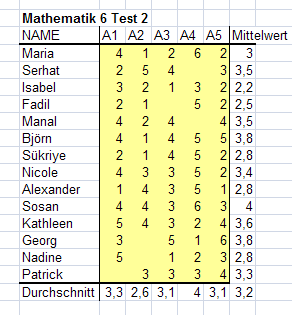 Mathematik 6 Test 2
NAME A1 A2 A3 A4 A5 Mittelwert
Maria 4 1 2 6 2 3
Serhat 2 5 4 3 3,5
Isabel 3 2 1 3 2 2,2
Fadil 2 1 5 2 2,5
Manal 4 2 4 4 3,5
Björn 4 1 4 5 5 3,8
Sükriye 2 1 4 5 2 2,8
Nicole 4 3 3 5 2 3,4
Alexander 1 4 3 5 1 2,8
Sosan 4 4 3 6 3 4
Kathleen 5 4 3 2 4 3,6
Georg 3 5 1 6 3,8
Nadine 5 1 2 3 2,8
Patrick 3 3 3 4 3,3
Durchschnitt 3,3 2,6 3,1 4 3,1 3,2